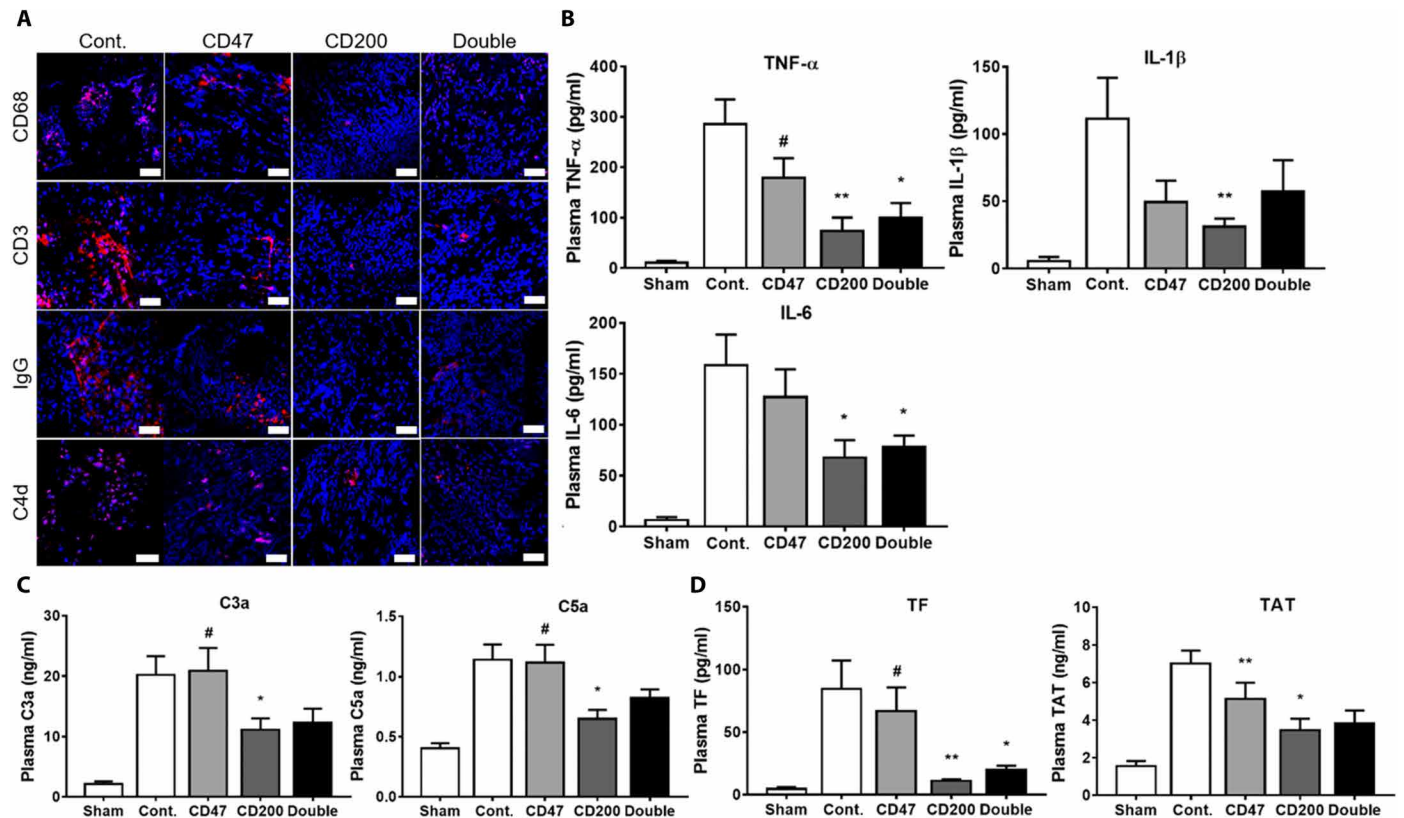 A
Cont. CD47 CD200 Double
CD68
CD3
IgG
C4d
B
TNF-α
Plasma TNF-α (pg/ml)
400
300
200
100
0
#
**
*
Sham Cont. CD47 CD200 Double
IL-1β
Plasma IL-1β (pg/ml)
150
100
50
0
**
Sham Cont. CD47 CD200 Double
IL-6
Plasma IL-6 (pg/ml)
200
150
100
50
0
*
*
Sham Cont. CD47 CD200 Double
C
C3a
Plasma C3a (ng/ml)
30
20
10
0
#
*
Sham Cont. CD47 CD200 Double
C5a
Plasma C5a (ng/ml)
1.5
1.0
0.5
0.0
#
*
Sham Cont. CD47 CD200 Double
D
TF
Plasma TF (pg/ml)
150
100
50
0
#
**
*
Sham Cont. CD47 CD200 Double
TAT
Plasma TAT (ng/ml)
10
8
6
4
2
0
**
*
Sham Cont. CD47 CD200 Double